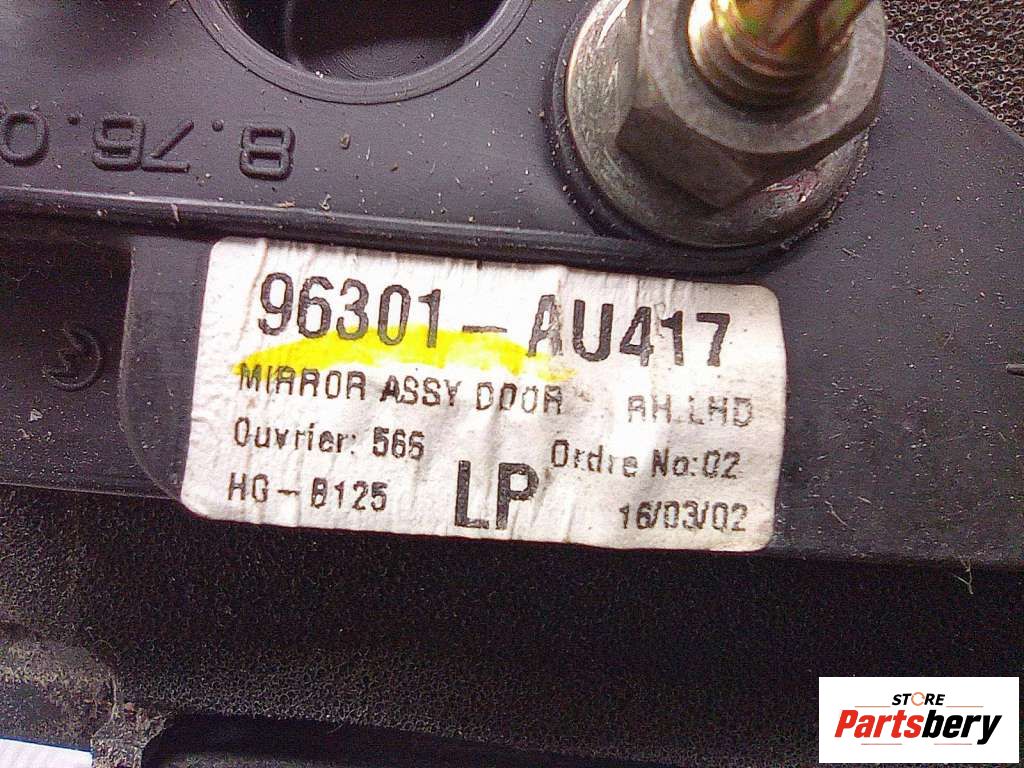 8.76.0
96301-AU417
MIRROR ASSY DOOR RH.LHD
Ouvrier: 566 Ordre No:02
HG-B125 LP 16/03/02
STORE
Partsbery